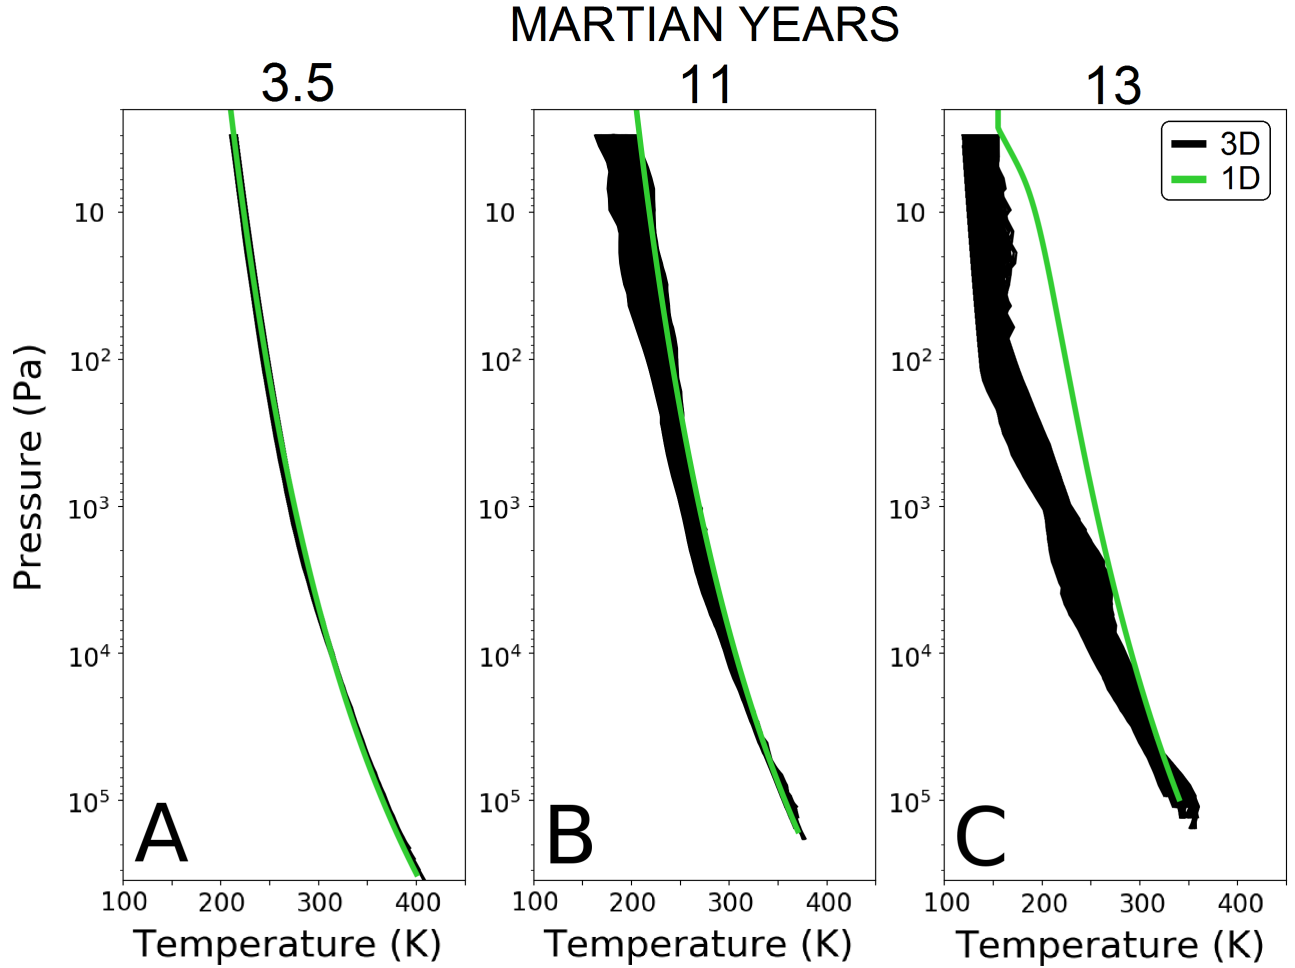 MARTIAN YEARS
3.5 11 13
3D
1D
10 10 10
10² 10² 10²
10³ 10³ 10³
10⁴ 10⁴ 10⁴
10⁵ 10⁵ 10⁵
Pressure (Pa)
A B C
100 200 300 400 100 200 300 400 100 200 300 400
Temperature (K) Temperature (K) Temperature (K)